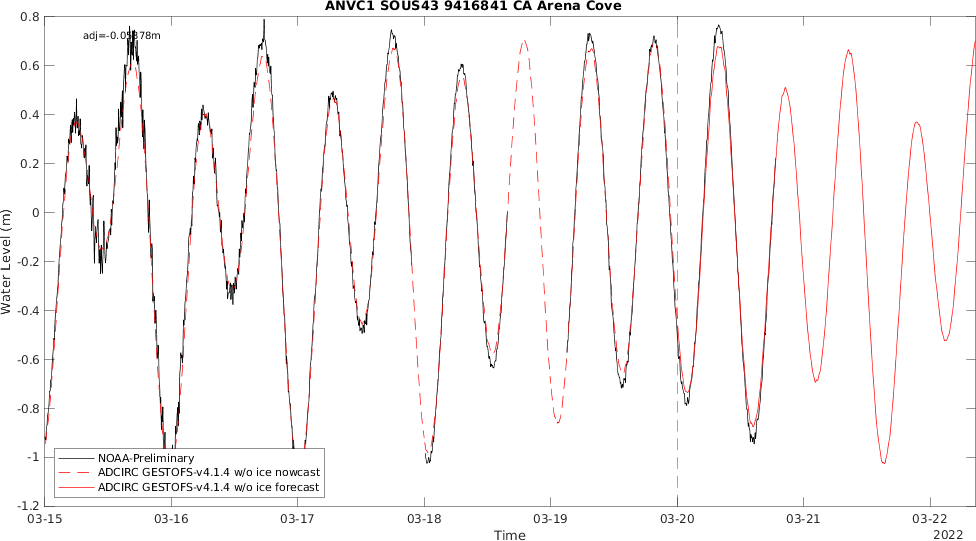 ANVC1 SOUS43 9416841 CA Arena Cove
adj=-0.05878m
0.8
0.6
0.4
0.2
0
-0.2
-0.4
-0.6
-0.8
-1
-1.2
Water Level (m)
NOAA-Preliminary
ADCIRC GESTOFS-v4.1.4 w/o ice nowcast
ADCIRC GESTOFS-v4.1.4 w/o ice forecast
03-15 03-16 03-17 03-18 03-19 03-20 03-21 03-22
Time
2022